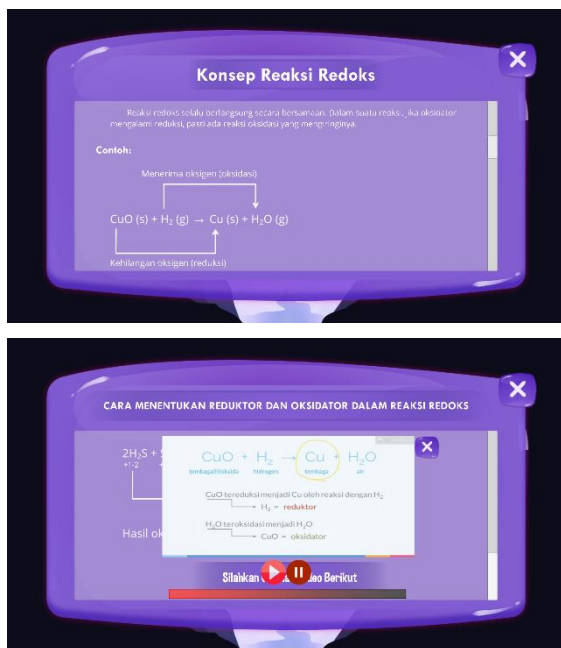 Konsep Reaksi Redoks
Reaksi redoks selalu berlangsung secara bersamaan. Dalam suatu reaksi, jika oksidator
mengalami reduksi, pasti ada reaksi oksidasi yang mengiringinya.
Contoh:
Menerima oksigen (oksidasi)
CuO (s) + H₂ (g) → Cu (s) + H₂O (g)
Kehilangan oksigen (reduksi)
CARA MENENTUKAN REDUKTOR DAN OKSIDATOR DALAM REAKSI REDOKS
2H₂S +
+1-2
Hasil ok
CuO + H₂ → Cu + H₂O
tembaga(II)oksida hidrogen tembaga air
CuO tereduksi menjadi Cu oleh reaksi dengan H₂
H₂ = reduktor
H₂O teroksidasi menjadi H₂O
CuO = oksidator
Silahkan eo Berikut